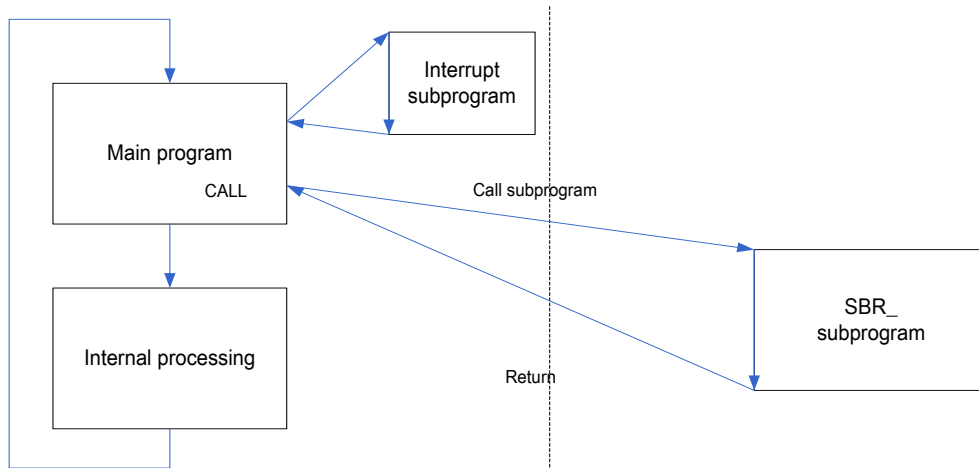 Interrupt
subprogram
Main program
CALL
Call subprogram
SBR_
subprogram
Internal processing
Return